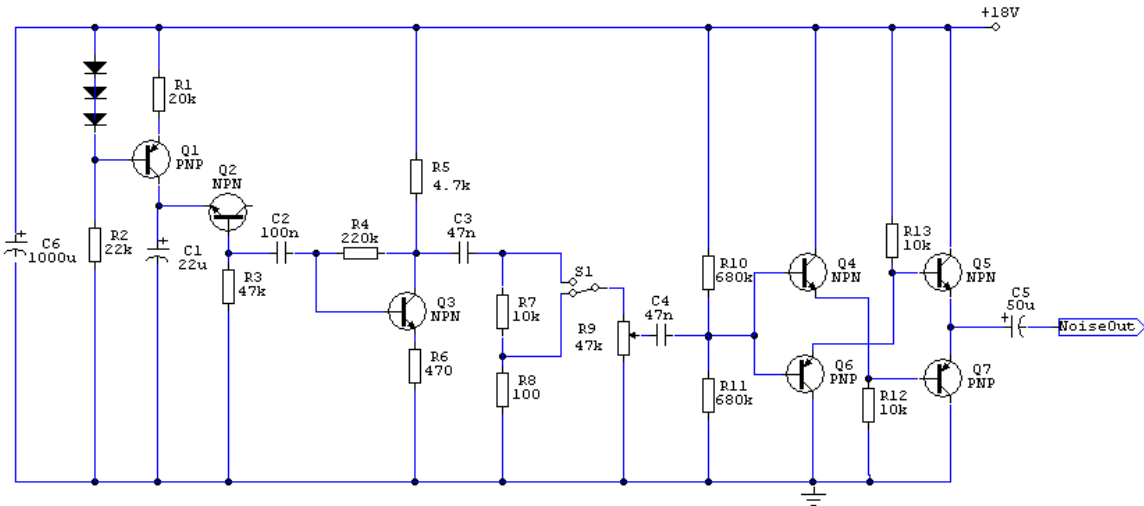 +18V
R1
20k
Q1
PNP
Q2
NPN
R5
4.7k
C2
100n
R4
220k
C3
47n
C6
1000u
R2
22k
C1
22u
R3
47k
Q3
NPN
R6
470
R7
10k
R8
100
S1
R9
47k
C4
47n
R10
680k
R11
680k
Q4
NPN
Q6
PNP
R13
10k
R12
10k
Q5
NPN
Q7
PNP
C5
50u
NoiseOut